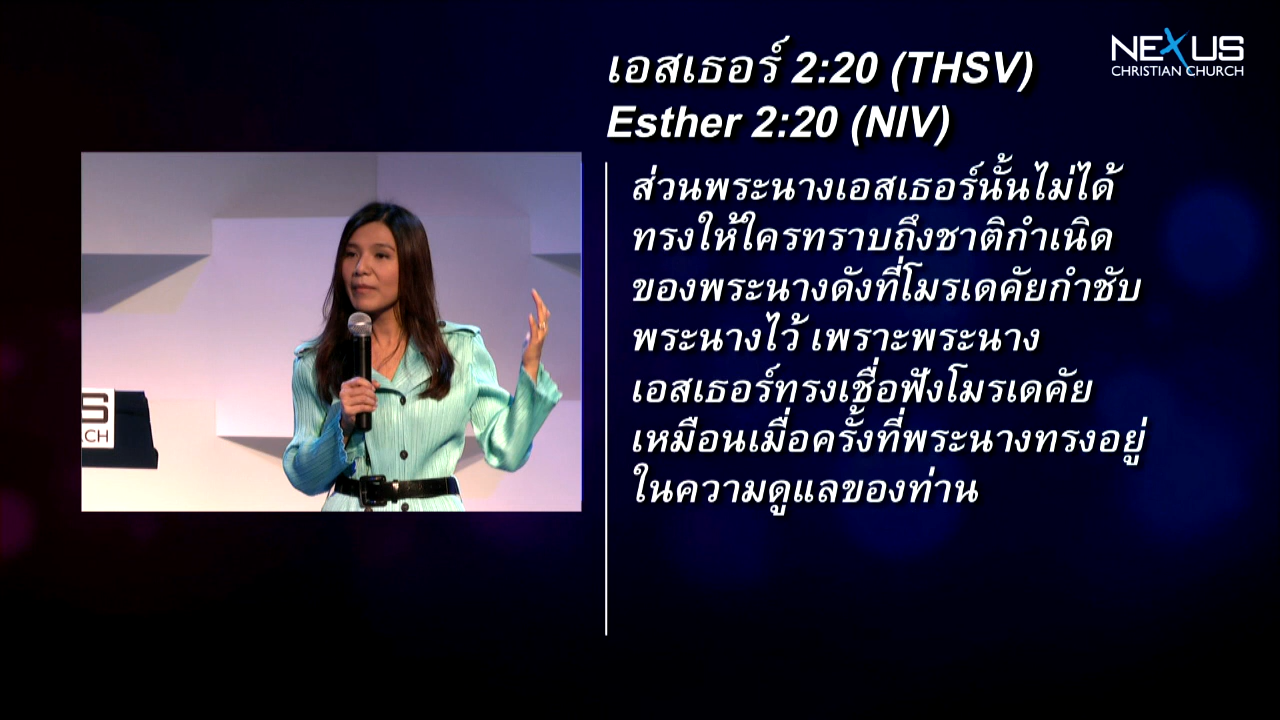 NEXUS
CHRISTIAN CHURCH
เอสเธอร์ 2:20 (THSV)
Esther 2:20 (NIV)
ส่วนพระนางเอสเธอร์นั้นไม่ได้
ทรงให้ใครทราบถึงชาติกำเนิด
ของพระนางดังที่โมรเดคัยกำชับ
พระนางไว้ เพราะพระนาง
เอสเธอร์ทรงเชื่อฟังโมรเดคัย
เหมือนเมื่อครั้งที่พระนางทรงอยู่
ในความดูแลของท่าน